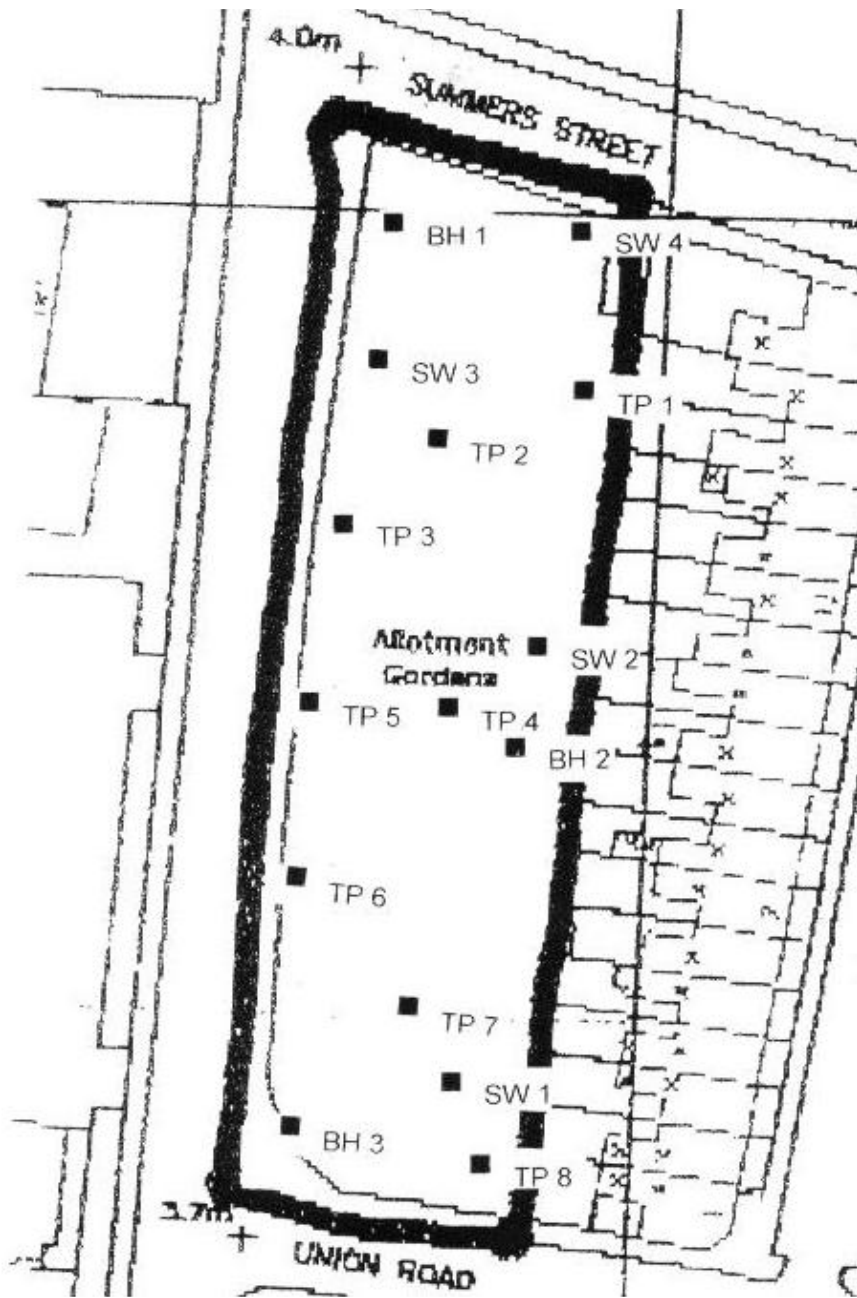 4.0m
SUMMERS STREET
BH 1
SW 4
SW 3
TP 1
TP 2
TP 3
Allotment
Gardens
SW 2
TP 5
TP 4
BH 2
TP 6
TP 7
SW 1
BH 3
TP 8
3.7m
UNION ROAD